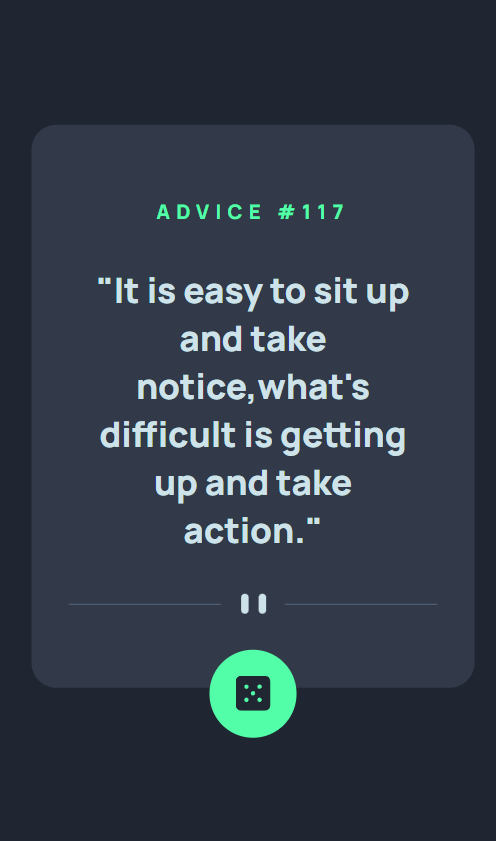 ADVICE #117
"It is easy to sit up
and take
notice,what's
difficult is getting
up and take
action."